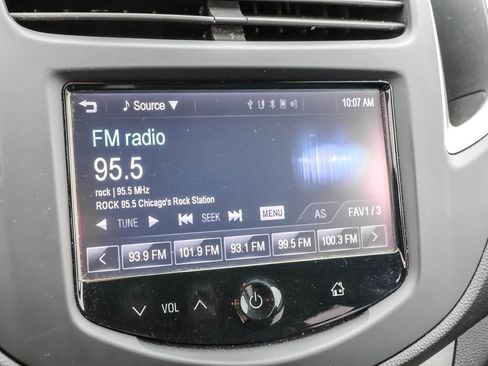 Source 10:07 AM
FM radio
95.5
rock | 95.5 MHz
ROCK 95.5 Chicago's Rock Station
TUNE SEEK MENU AS FAV1 / 3
93.9 FM 101.9 FM 93.1 FM 99.5 FM 100.3 FM
VOL